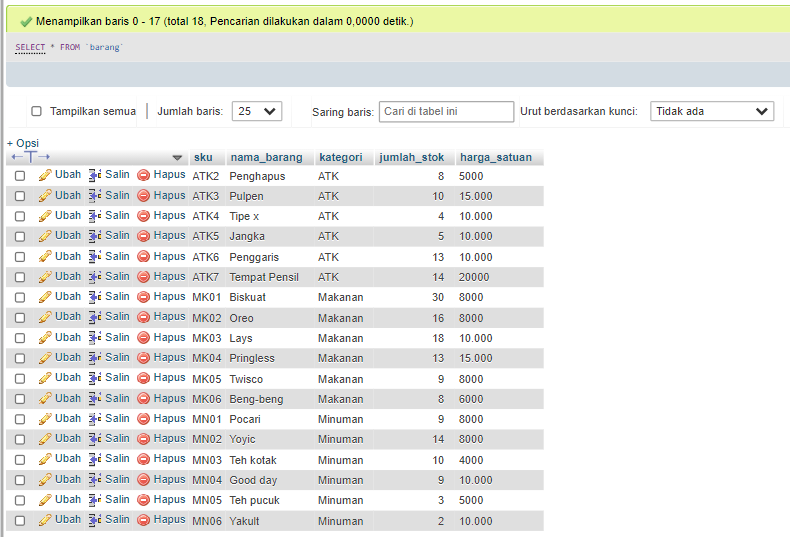 Menampilkan baris 0 - 17 (total 18, Pencarian dilakukan dalam 0,0000 detik.)
SELECT * FROM `barang`
Tampilkan semua Jumlah baris: 25 Saring baris: Cari di tabel ini Urut berdasarkan kunci: Tidak ada
+ Opsi
←T→ sku nama_barang kategori jumlah_stok harga_satuan
Ubah Salin Hapus ATK2 Penghapus ATK 8 5000
Ubah Salin Hapus ATK3 Pulpen ATK 10 15.000
Ubah Salin Hapus ATK4 Tipe x ATK 4 10.000
Ubah Salin Hapus ATK5 Jangka ATK 5 10.000
Ubah Salin Hapus ATK6 Penggaris ATK 13 10.000
Ubah Salin Hapus ATK7 Tempat Pensil ATK 14 20000
Ubah Salin Hapus MK01 Biskuat Makanan 30 8000
Ubah Salin Hapus MK02 Oreo Makanan 16 8000
Ubah Salin Hapus MK03 Lays Makanan 18 10.000
Ubah Salin Hapus MK04 Pringless Makanan 13 15.000
Ubah Salin Hapus MK05 Twisco Makanan 9 8000
Ubah Salin Hapus MK06 Beng-beng Makanan 8 6000
Ubah Salin Hapus MN01 Pocari Minuman 9 8000
Ubah Salin Hapus MN02 Yoyic Minuman 14 8000
Ubah Salin Hapus MN03 Teh kotak Minuman 10 4000
Ubah Salin Hapus MN04 Good day Minuman 9 10.000
Ubah Salin Hapus MN05 Teh pucuk Minuman 3 5000
Ubah Salin Hapus MN06 Yakult Minuman 2 10.000